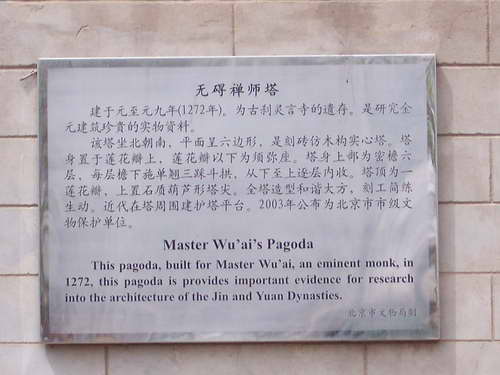 无碍禅师塔
建于元至元九年(1272年)。为古刹灵言寺的遗存。是研究金
元建筑珍贵的实物资料。
该塔坐北朝南，平面呈六边形，是刻砖仿木构实心塔。塔
身置于莲花瓣上，莲花瓣以下为须弥座。塔身上部为密檐六
层，每层檐下施单翘三踩斗拱，从下至上逐层内收。塔顶为一
莲花瓣，上置石质葫芦形塔尖。全塔造型和谐大方，刻工简练
生动。近代在塔周围建护塔平台。2003年公布为北京市市级文
物保护单位。
Master Wu'ai's Pagoda
This pagoda, built for Master Wu'ai, an eminent monk, in
1272, this pagoda is provides important evidence for research
into the architecture of the Jin and Yuan Dynasties.
北京市文物局制